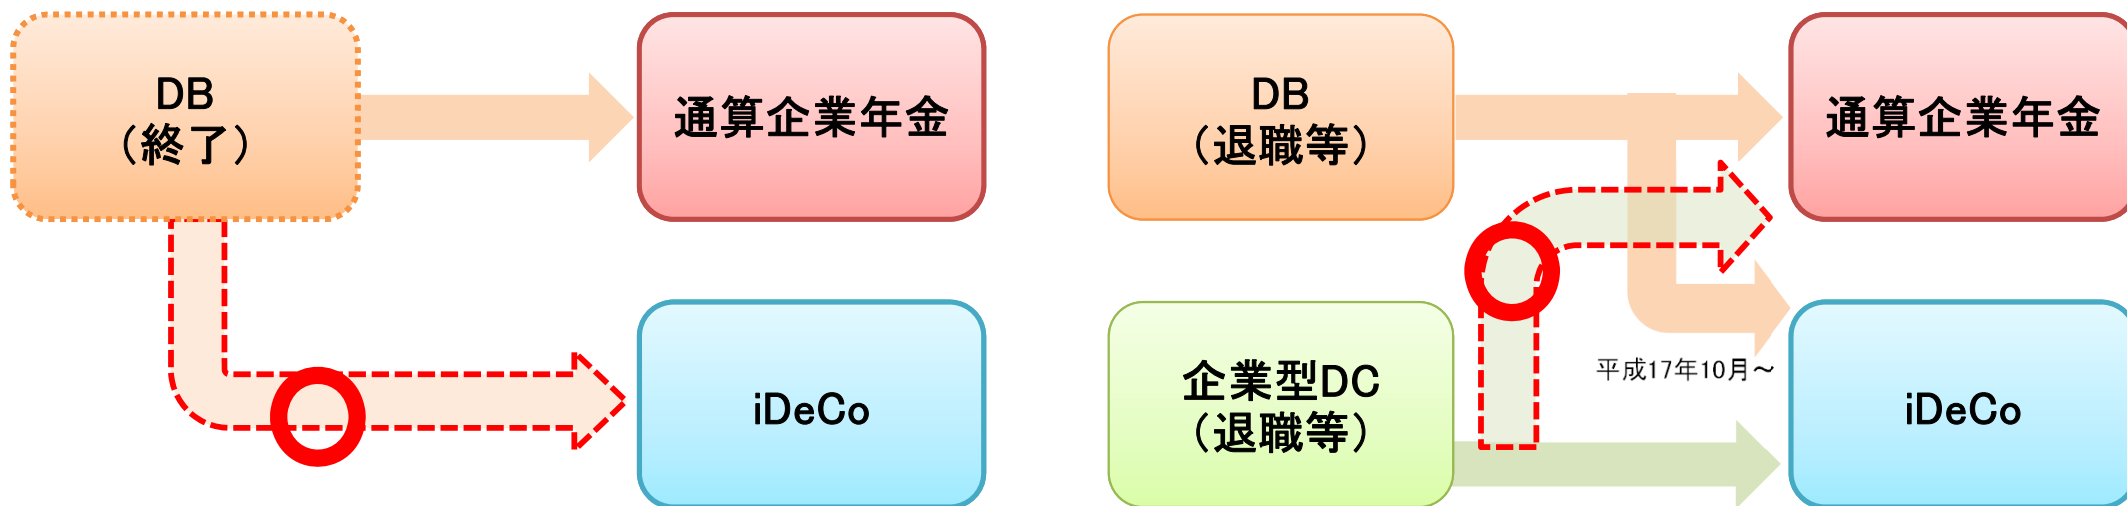 DB
（終了）
通算企業年金
iDeCo
DB
（退職等）
通算企業年金
企業型DC
（退職等）
平成17年10月～
iDeCo